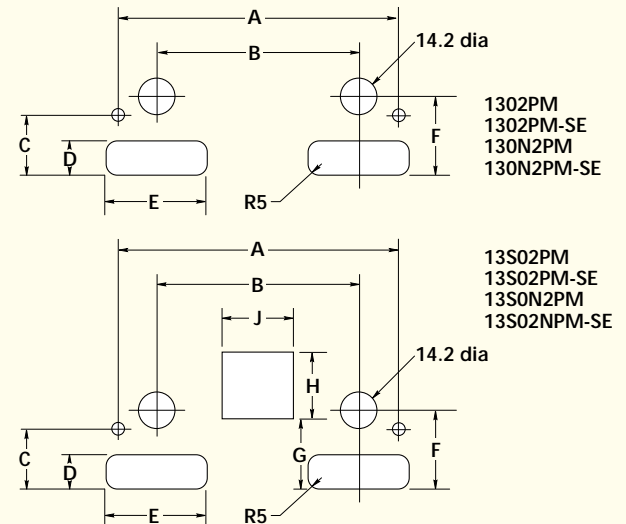 A
B
14.2 dia
C
D
F
E
R5
1302PM
1302PM-SE
130N2PM
130N2PM-SE
A
B
J
14.2 dia
H
C
D
G
F
E
R5
13S02PM
13S02PM-SE
13S0N2PM
13S02NPM-SE